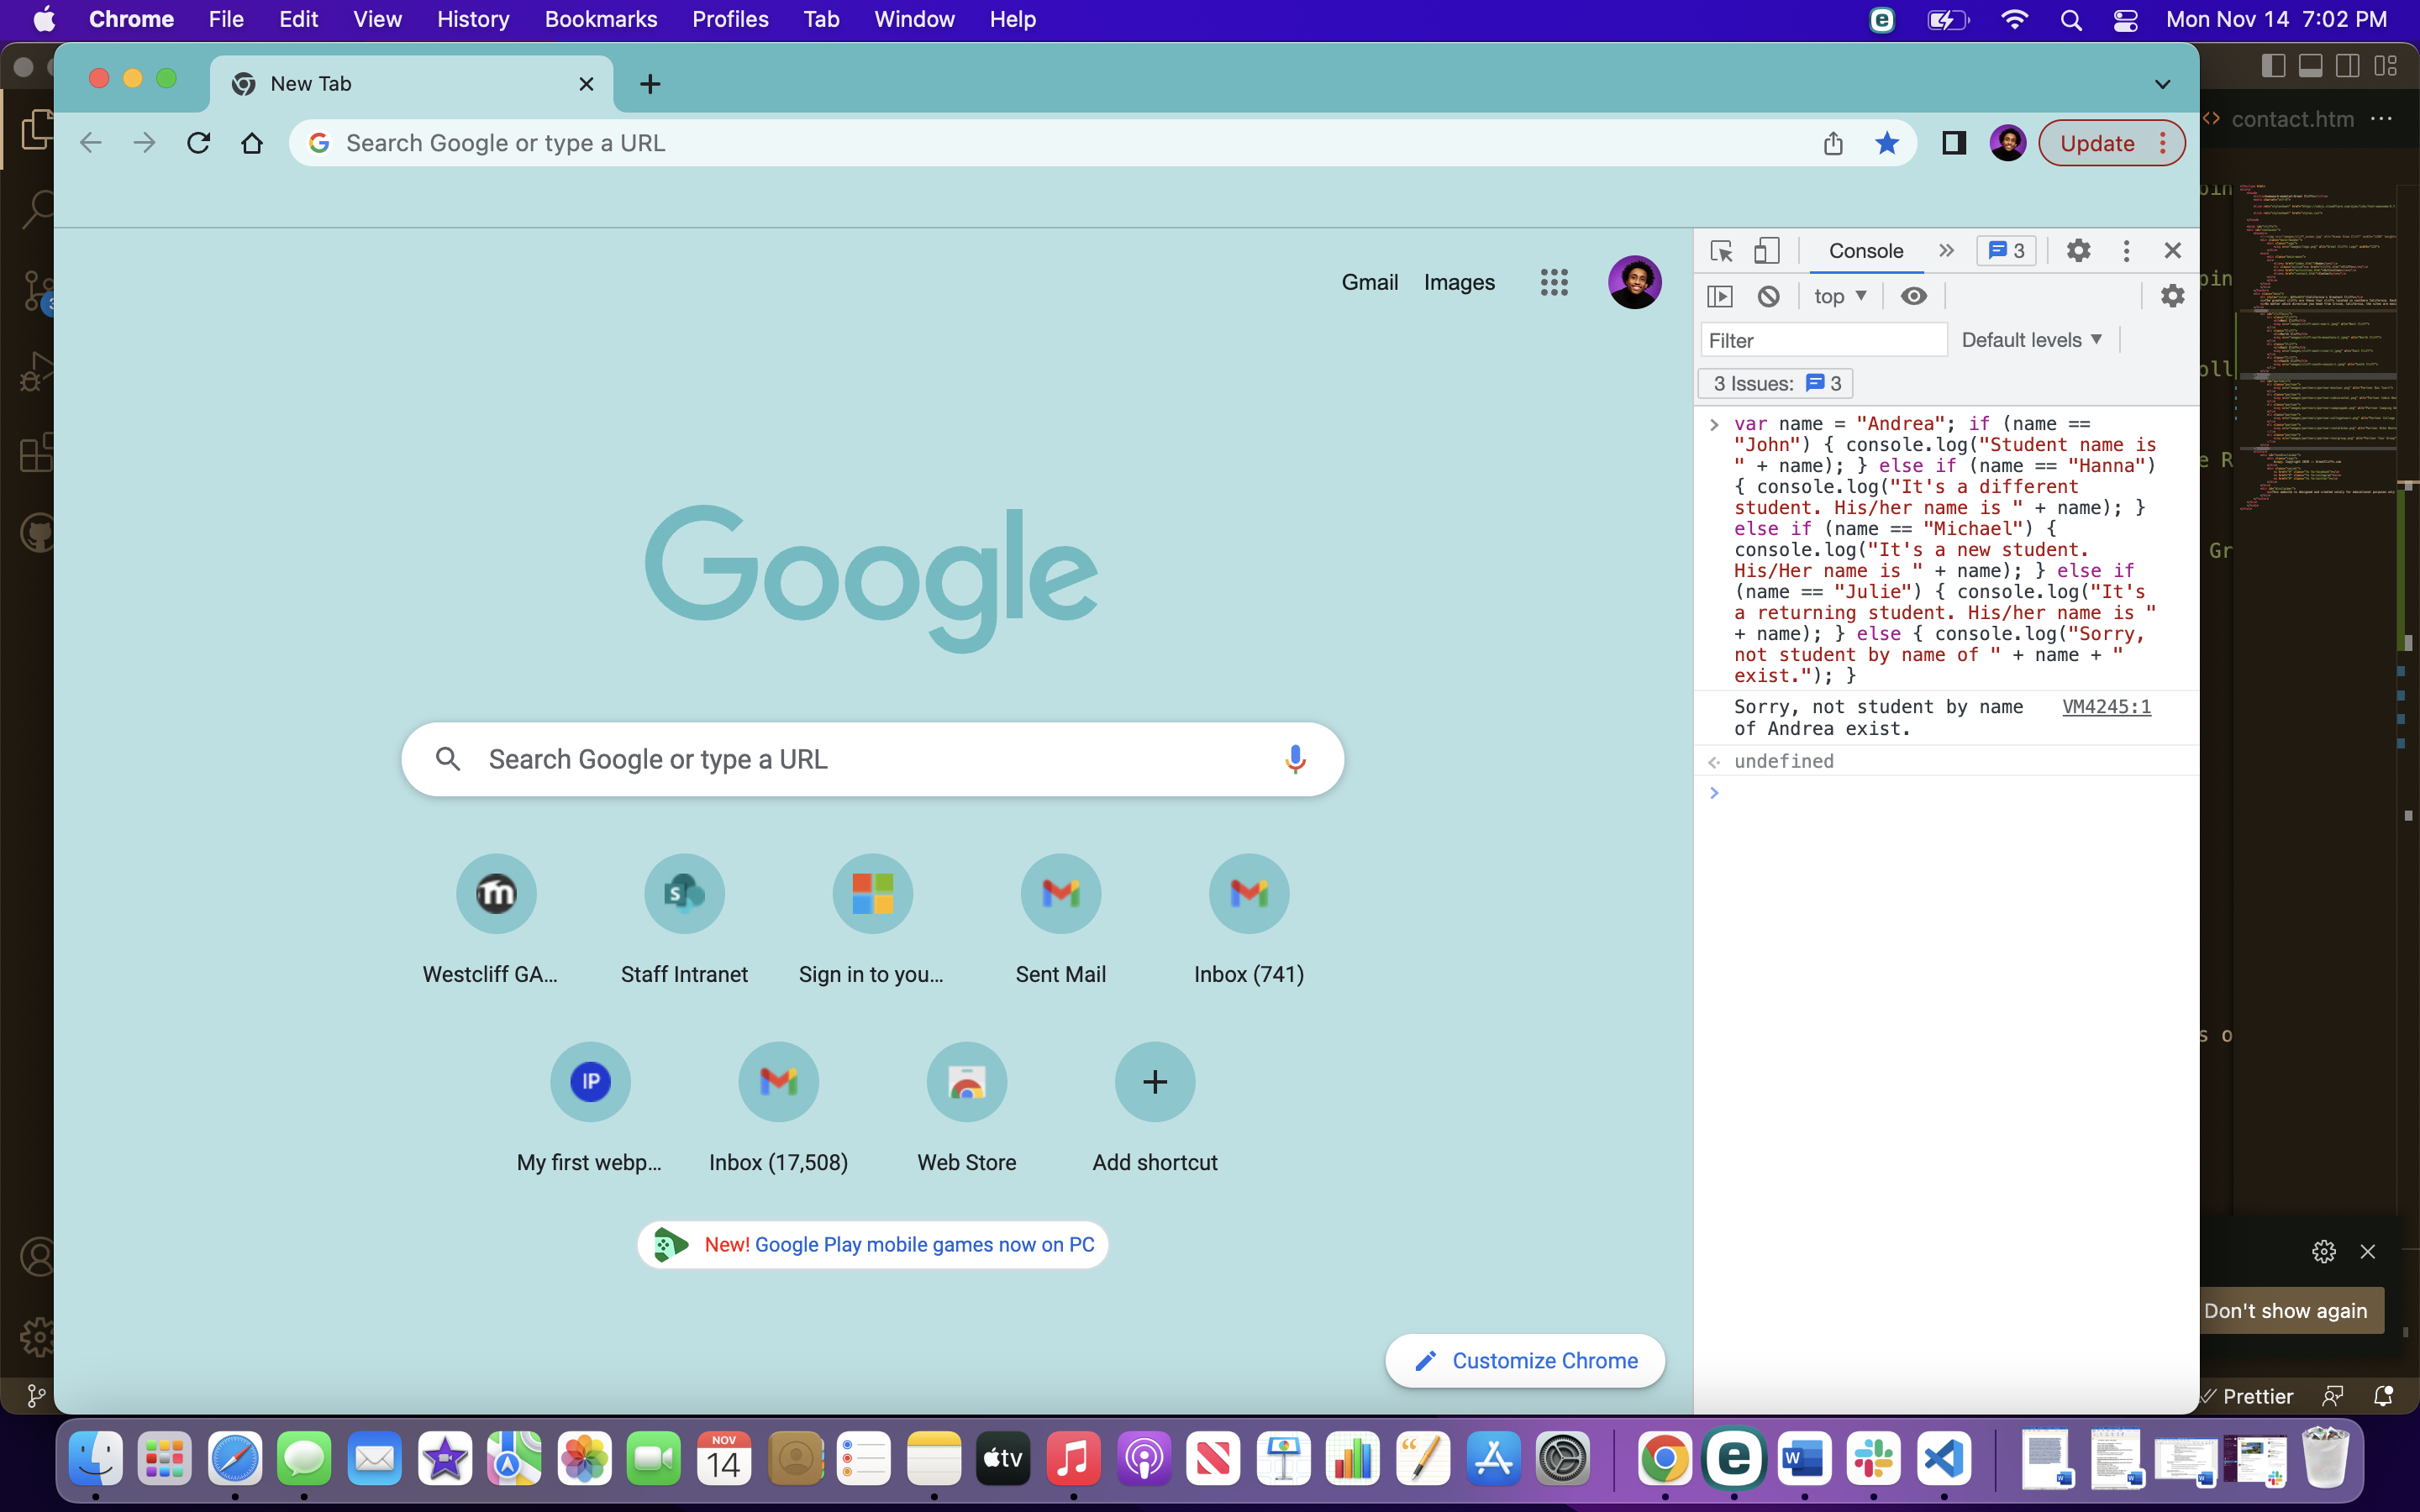 Chrome File Edit View History Bookmarks Profiles Tab Window Help Mon Nov 14 7:02 PM
New Tab
contact.htm
Search Google or type a URL
Update
Gmail Images
Console
3
top
Filter
Default levels
3 Issues: 3
var name = "Andrea"; if (name ==
"John") { console.log("Student name is
" + name); } else if (name == "Hanna")
{ console.log("It's a different
student. His/her name is " + name); }
else if (name == "Michael") {
console.log("It's a new student.
His/Her name is " + name); } else if
(name == "Julie") { console.log("It's
a returning student. His/her name is "
+ name); } else { console.log("Sorry,
not student by name of " + name + "
exist."); }
Sorry, not student by name VM4245:1
of Andrea exist.
undefined
Google
Search Google or type a URL
Westcliff GA...
Staff Intranet
Sign in to you...
Sent Mail
Inbox (741)
IP
My first webp...
Inbox (17,508)
Web Store
Add shortcut
New! Google Play mobile games now on PC
Customize Chrome
Don't show again
Prettier
NOV
14
tv